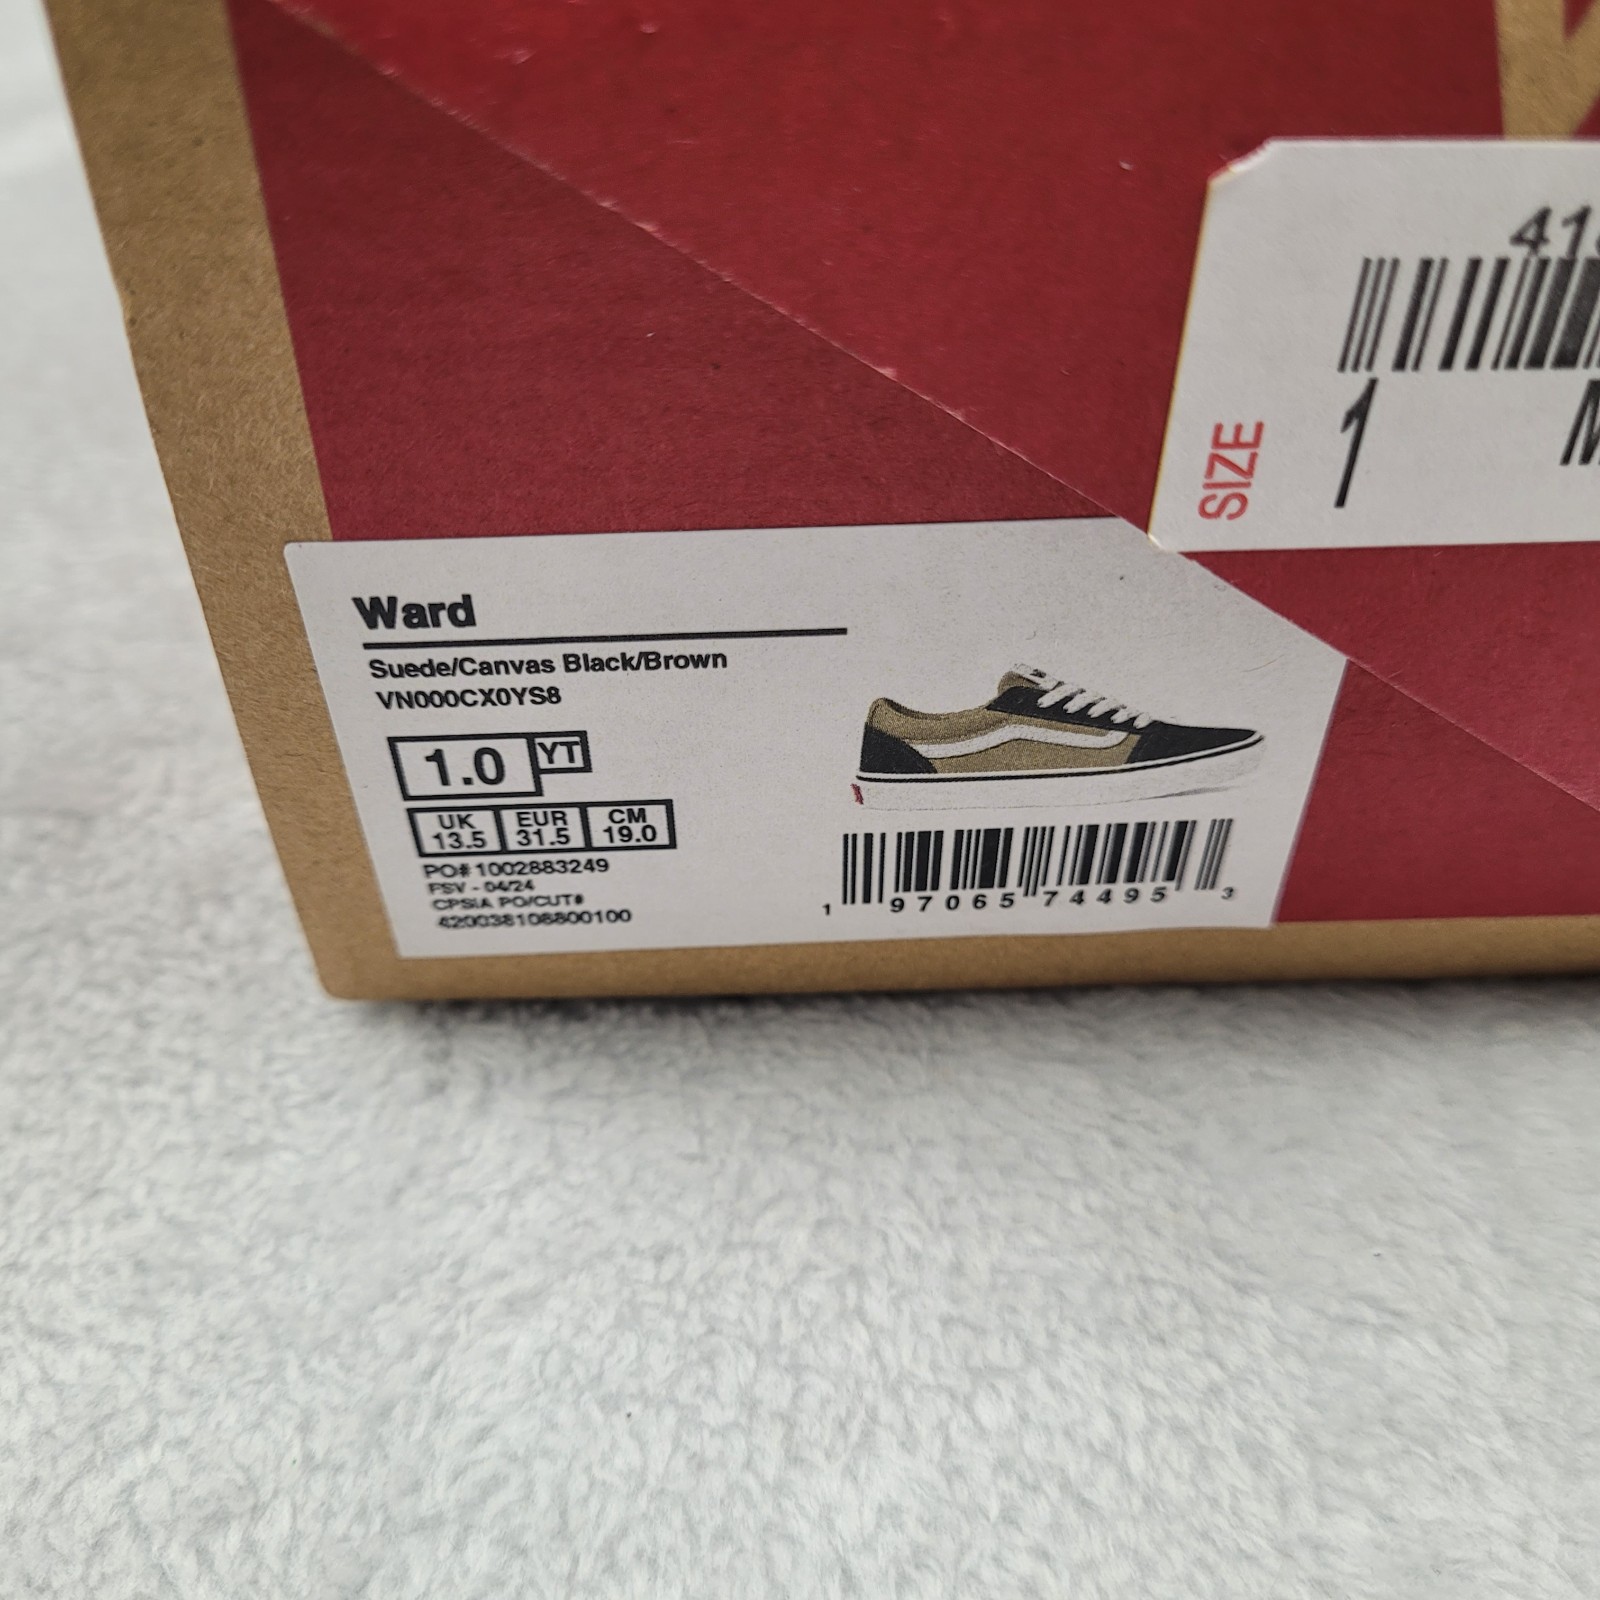 41
SIZE
1 M
Ward
Suede/Canvas Black/Brown
VN000CX0YS8
1.0 YT
UK EUR CM
13.5 31.5 19.0
PO# 1002883249
FSV - 04/24
CPSIA PO/CUT#
420038108800100
1 97065 74495 3